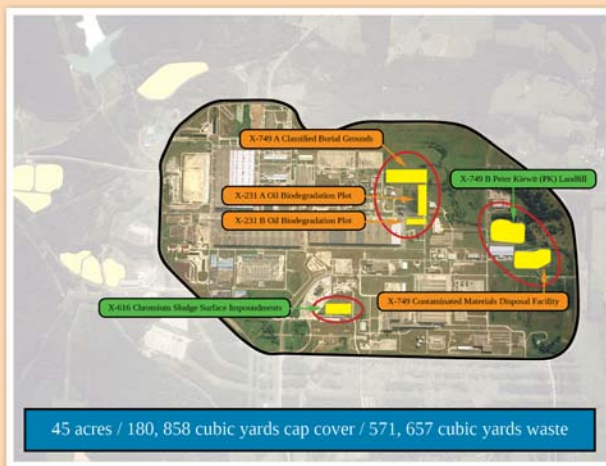 X-749 A Classified Burial Grounds
X-749 B Peter Kiewit (PK) Landfill
X-231 A Oil Biodegradation Plot
X-231 B Oil Biodegradation Plot
X-616 Chromium Sludge Surface Impoundments
X-749 Contaminated Materials Disposal Facility
45 acres / 180, 858 cubic yards cap cover / 571, 657 cubic yards waste